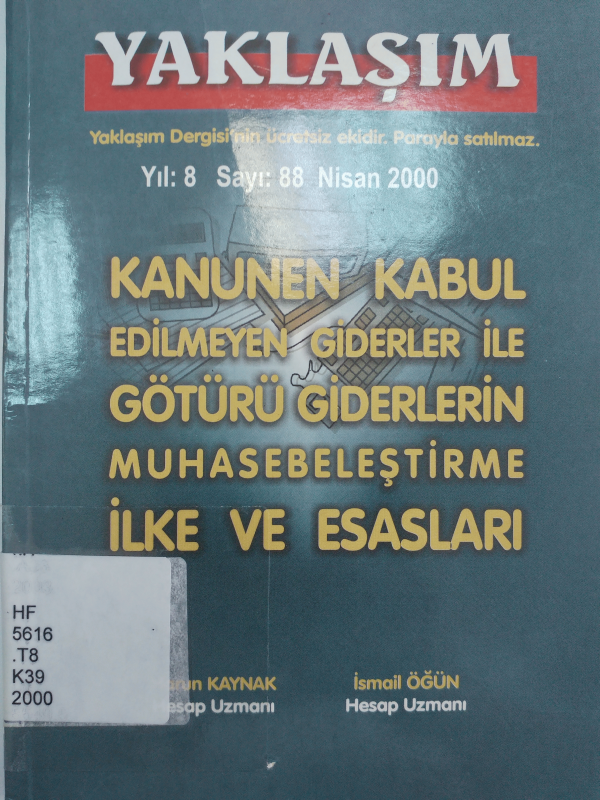 YAKLAŞIM
Yaklaşım Dergisi'nin ücretsiz ekidir. Parayla satılmaz.
Yıl: 8 Sayı: 88 Nisan 2000
KANUNEN KABUL
EDİLMEYEN GİDERLER İLE
GÖTÜRÜ GİDERLERİN
MUHASEBELEŞTİRME
İLKE VE ESASLARI
HF
5616
.T8
K39
2000
KAYNAK
Hesap Uzmanı
İsmail ÖĞÜN
Hesap Uzmanı